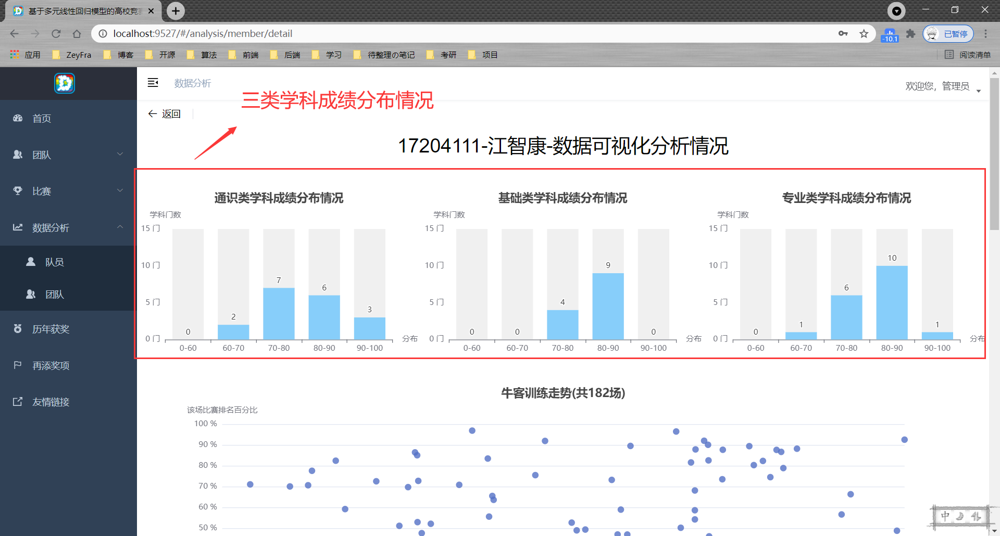 基于多元线性回归模型的高校竞
localhost:9527/#/analysis/member/detail
-10.1
已暂停
应用 ZeyFra 博客 开源 算法 前端 后端 学习 待整理の笔记 考研 项目 阅读清单
数据分析
欢迎您，管理员
三类学科成绩分布情况
返回
首页
团队
比赛
数据分析
队员
团队
历年获奖
再添奖项
友情链接
17204111-江智康-数据可视化分析情况
通识类学科成绩分布情况
学科门数
15 门
10 门
5 门
0 门
0
2
7
6
3
0-60 60-70 70-80 80-90 90-100
分布
基础类学科成绩分布情况
学科门数
15 门
10 门
5 门
0 门
0
0
4
9
0
0-60 60-70 70-80 80-90 90-100
分布
专业类学科成绩分布情况
学科门数
15 门
10 门
5 门
0 门
0
1
6
10
1
0-60 60-70 70-80 80-90 90-100
分布
牛客训练走势(共182场)
该场比赛排名百分比
100 %
90 %
80 %
70 %
60 %
50 %
中